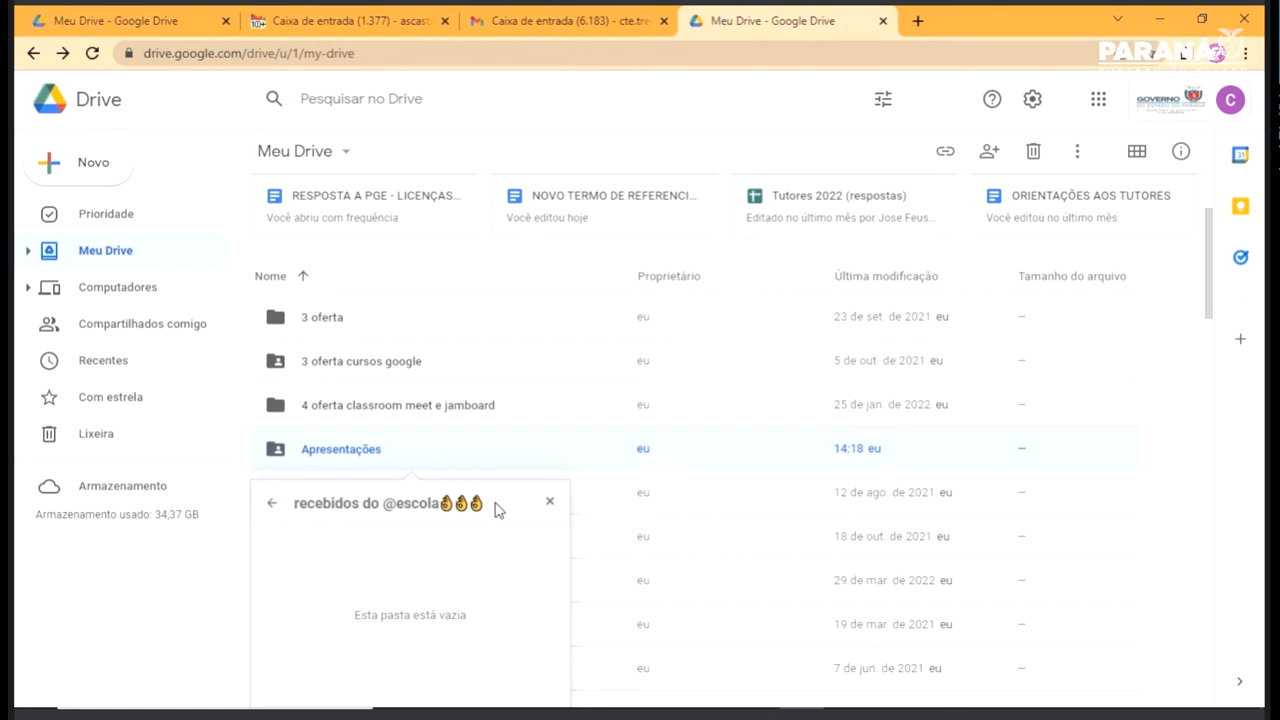 Meu Drive - Google Drive
Caixa de entrada (1.377) - ascast
Caixa de entrada (6.183) - cte.tre
Meu Drive - Google Drive
drive.google.com/drive/u/1/my-drive
PARANÁ
Drive
Pesquisar no Drive
GOVERNO
C
Novo
Meu Drive
RESPOSTA A PGE - LICENÇAS...
Você abriu com frequência
NOVO TERMO DE REFERENCI...
Você editou hoje
Tutores 2022 (respostas)
Editado no último mês por Jose Feus...
ORIENTAÇÕES AOS TUTORES
Você editou no último mês
31
Prioridade
Meu Drive
Computadores
Compartilhados comigo
Recentes
Com estrela
Lixeira
Armazenamento
Armazenamento usado: 34,37 GB
Nome Proprietário Última modificação Tamanho do arquivo
3 oferta eu 23 de set. de 2021 eu —
3 oferta cursos google eu 5 de out. de 2021 eu —
4 oferta classroom meet e jamboard eu 25 de jan. de 2022 eu —
Apresentações eu 14:18 eu —
eu 12 de ago. de 2021 eu —
eu 18 de out. de 2021 eu —
eu 29 de mar. de 2022 eu —
eu 19 de mar. de 2021 eu —
eu 7 de jun. de 2021 eu —
recebidos do @escola👌👌👌
Esta pasta está vazia